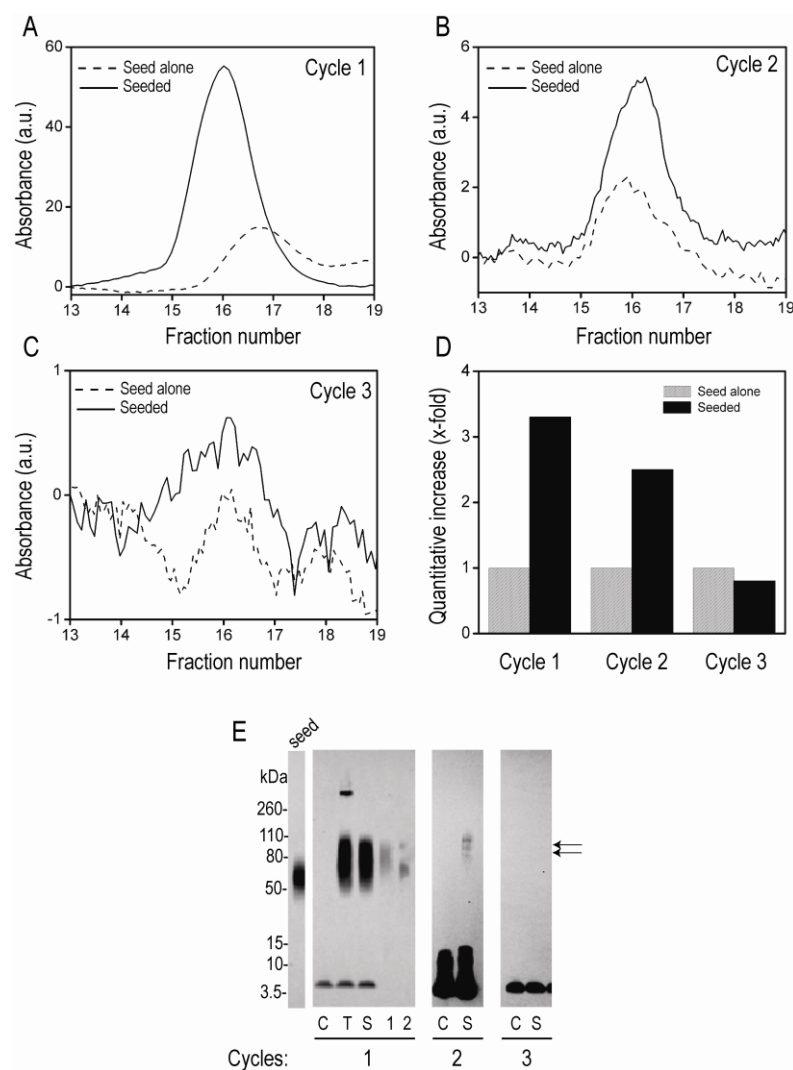 A
Cycle 1
Seed alone
Seeded
Absorbance (a.u.)
60
40
20
0
13 14 15 16 17 18 19
Fraction number
B
Cycle 2
Seed alone
Seeded
Absorbance (a.u.)
6
4
2
0
13 14 15 16 17 18 19
Fraction number
C
Cycle 3
Seed alone
Seeded
Absorbance (a.u.)
1
0
-1
13 14 15 16 17 18 19
Fraction number
D
Seed alone
Seeded
Quantitative increase (x-fold)
4
3
2
1
0
Cycle 1 Cycle 2 Cycle 3
E
seed
kDa
260-
110-
80-
50-
15-
10-
3.5-
C T S 1 2 C S C S
Cycles: 1 2 3